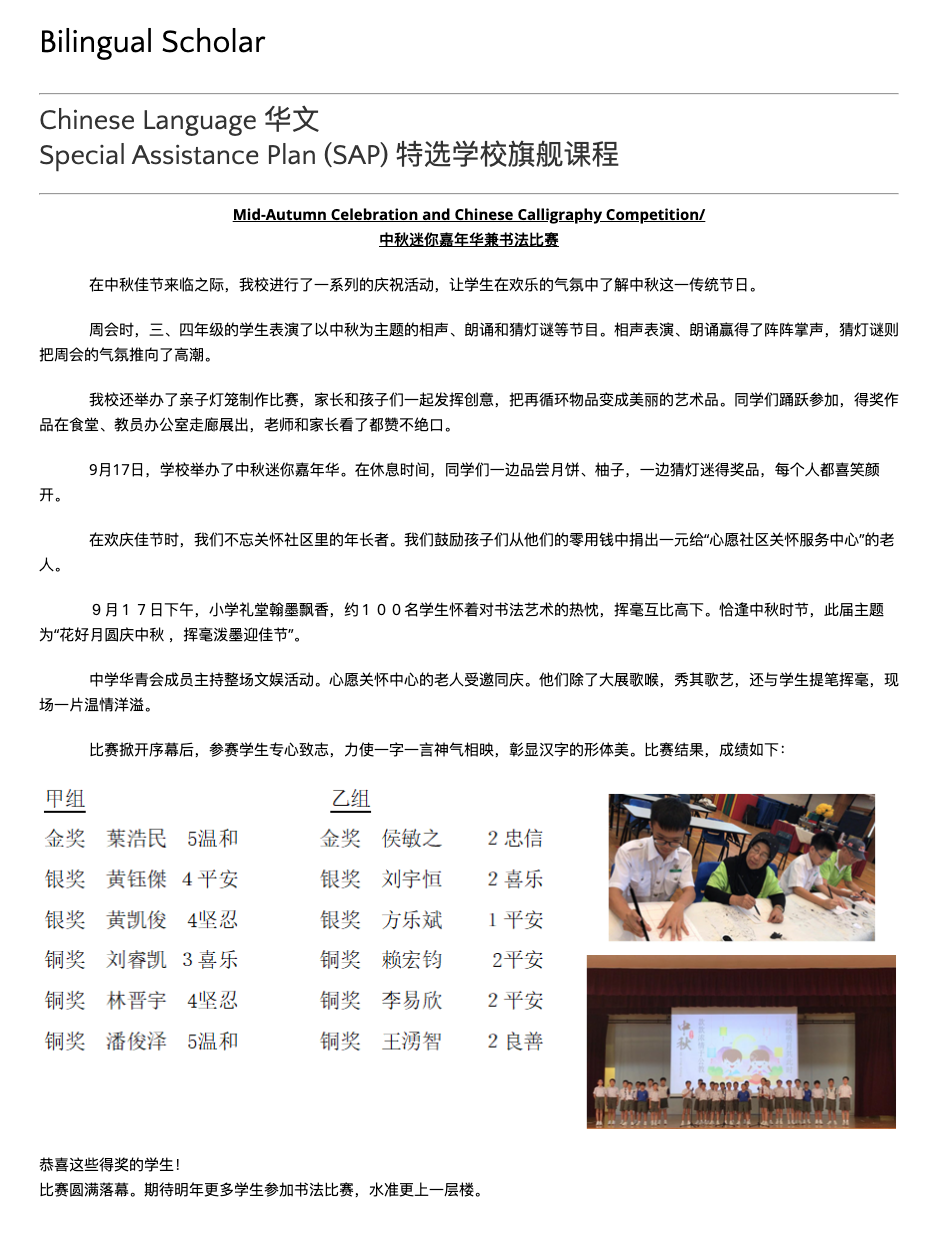 Bilingual Scholar
Chinese Language 华文
Special Assistance Plan (SAP) 特选学校旗舰课程
Mid-Autumn Celebration and Chinese Calligraphy Competition/
中秋迷你嘉年华兼书法比赛
在中秋佳节来临之际，我校进行了一系列的庆祝活动，让学生在欢乐的气氛中了解中秋这一传统节日。
周会时，三、四年级的学生表演了以中秋为主题的相声、朗诵和猜灯谜等节目。相声表演、朗诵赢得了阵阵掌声，猜灯谜则
把周会的气氛推向了高潮。
我校还举办了亲子灯笼制作比赛，家长和孩子们一起发挥创意，把再循环物品变成美丽的艺术品。同学们踊跃参加，得奖作
品在食堂、教员办公室走廊展出，老师和家长看了都赞不绝口。
9月17日，学校举办了中秋迷你嘉年华。在休息时间，同学们一边品尝月饼、柚子，一边猜灯迷得奖品，每个人都喜笑颜
开。
在欢庆佳节时，我们不忘关怀社区里的年长者。我们鼓励孩子们从他们的零用钱中捐出一元给“心愿社区关怀服务中心”的老
人。
９月１７日下午，小学礼堂翰墨飘香，约１００名学生怀着对书法艺术的热忱，挥毫互比高下。恰逢中秋时节，此届主题
为“花好月圆庆中秋 ，挥毫泼墨迎佳节”。
中学华青会成员主持整场文娱活动。心愿关怀中心的老人受邀同庆。他们除了大展歌喉，秀其歌艺，还与学生提笔挥毫，现
场一片温情洋溢。
比赛掀开序幕后，参赛学生专心致志，力使一字一言神气相映，彰显汉字的形体美。比赛结果，成绩如下：
甲组 乙组
金奖 葉浩民 5温和 金奖 侯敏之 2 忠信
银奖 黄钰傑 4 平安 银奖 刘宇恒 2 喜乐
银奖 黄凯俊 4坚忍 银奖 方乐斌 1 平安
铜奖 刘睿凯 3 喜乐 铜奖 赖宏钧 2平安
铜奖 林晋宇 4坚忍 铜奖 李易欣 2 平安
铜奖 潘俊泽 5温和 铜奖 王湧智 2 良善
中秋
恭喜这些得奖的学生！
比赛圆满落幕。期待明年更多学生参加书法比赛，水准更上一层楼。